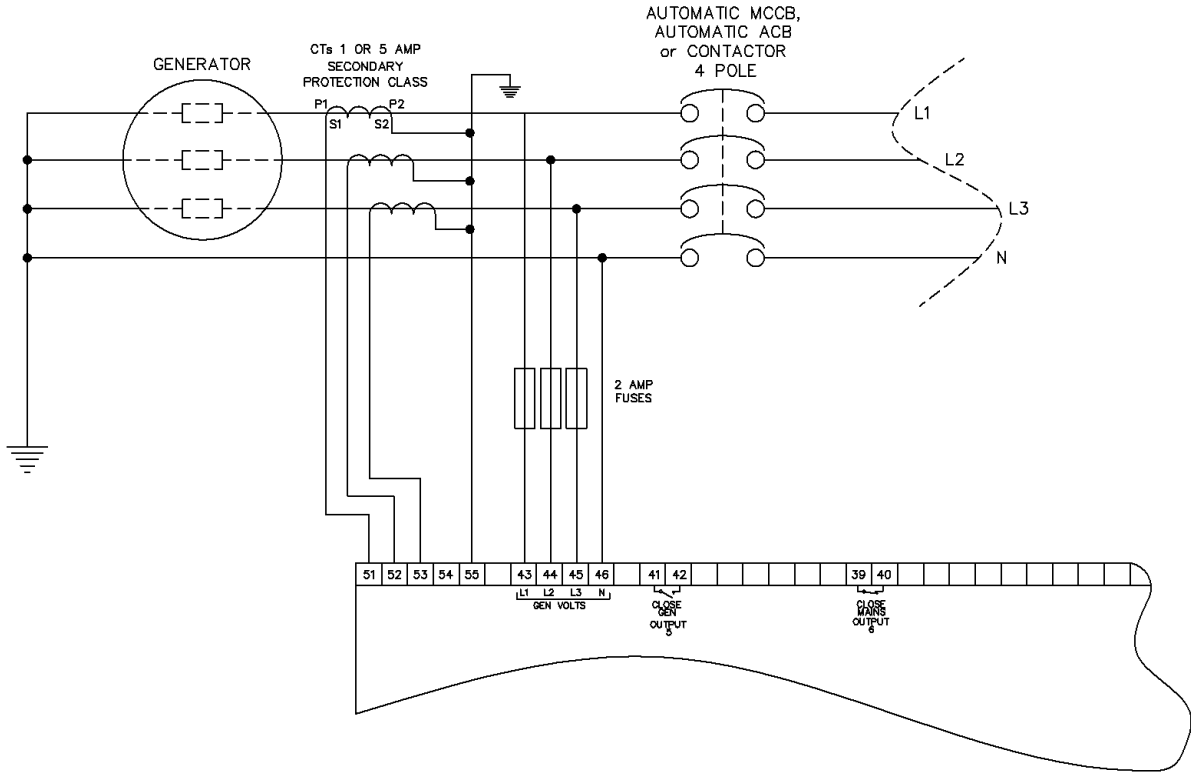 AUTOMATIC MCCB,
AUTOMATIC ACB
or CONTACTOR
4 POLE
GENERATOR
CTs 1 OR 5 AMP
SECONDARY
PROTECTION CLASS
P1 P2
S1 S2
L1
L2
L3
N
2 AMP
FUSES
51 52 53 54 55 43 44 45 46 41 42 39 40
L1 L2 L3 N
GEN VOLTS
CLOSE
GEN
OUTPUT
5
CLOSE
MAINS
OUTPUT
6